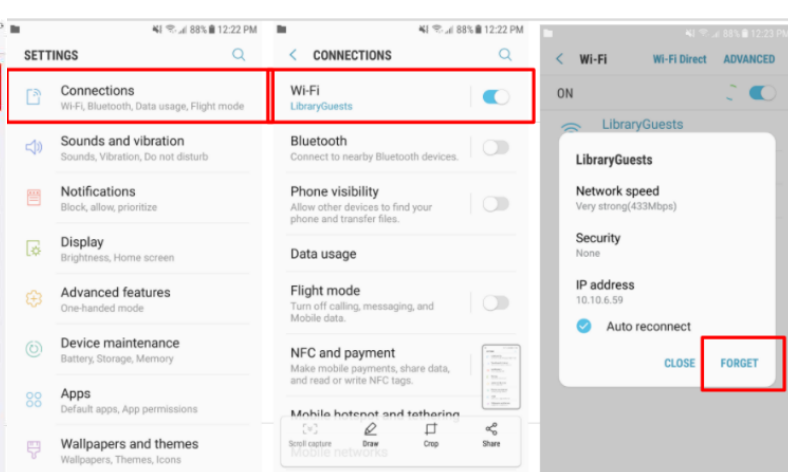 88% 12:22 PM
SETTINGS
Connections
Wi-Fi, Bluetooth, Data usage, Flight mode
Sounds and vibration
Sounds, Vibration, Do not disturb
Notifications
Block, allow, prioritize
Display
Brightness, Home screen
Advanced features
One-handed mode
Device maintenance
Battery, Storage, Memory
Apps
Default apps, App permissions
Wallpapers and themes
Wallpapers, Themes, Icons
88% 12:22 PM
CONNECTIONS
Wi-Fi
LibraryGuests
Bluetooth
Connect to nearby Bluetooth devices.
Phone visibility
Allow other devices to find your
phone and transfer files.
Data usage
Flight mode
Turn off calling, messaging, and
Mobile data.
NFC and payment
Make mobile payments, share data,
and read or write NFC tags.
Mobile hotspot and tethering
Scroll capture Draw Crop Share
Mobile networks
88% 12:23 PM
Wi-Fi Wi-Fi Direct ADVANCED
ON
LibraryGuests
LibraryGuests
Network speed
Very strong(433Mbps)
Security
None
IP address
10.10.6.59
Auto reconnect
CLOSE FORGET